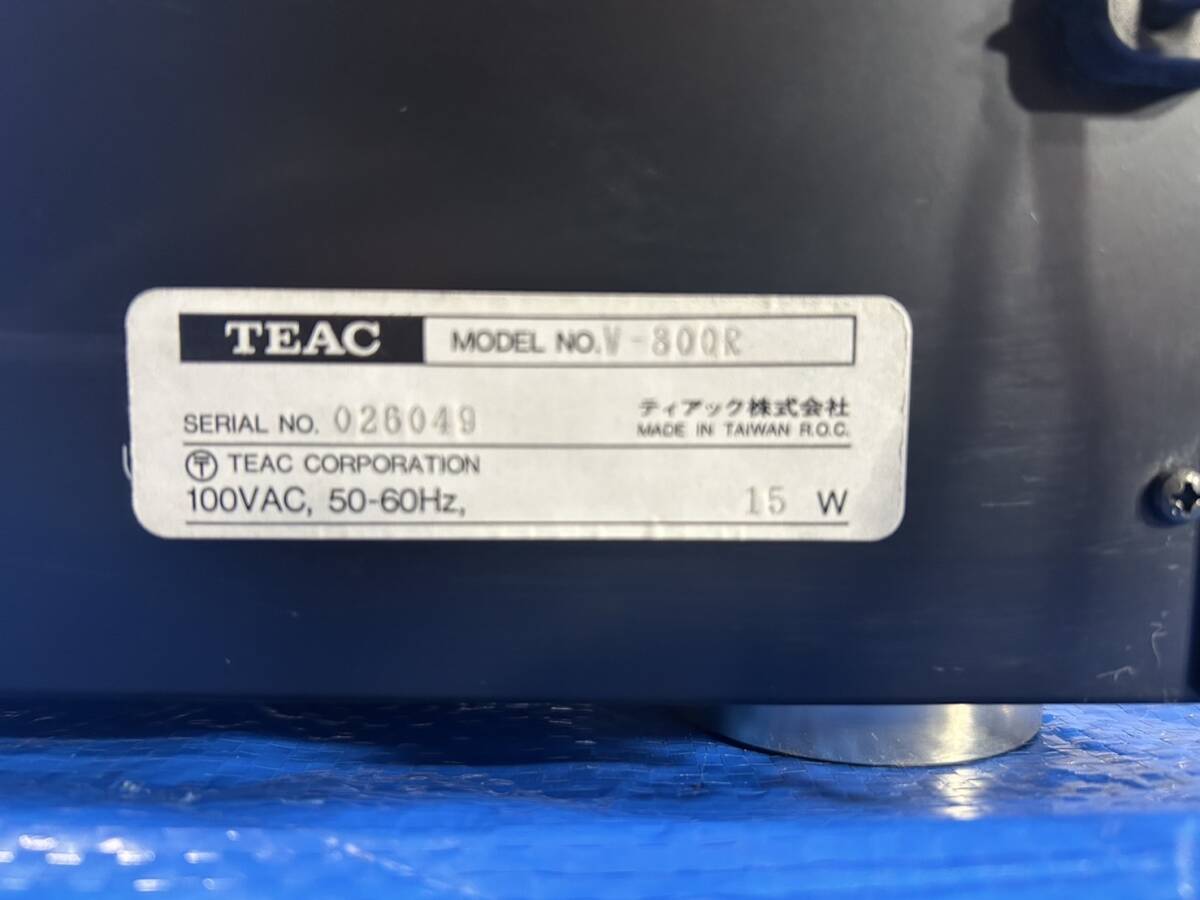 TEAC MODEL NO. V-800R
SERIAL NO. 026049
ティアック株式会社
MADE IN TAIWAN R.O.C.
TEAC CORPORATION
100VAC, 50-60Hz, 15 W